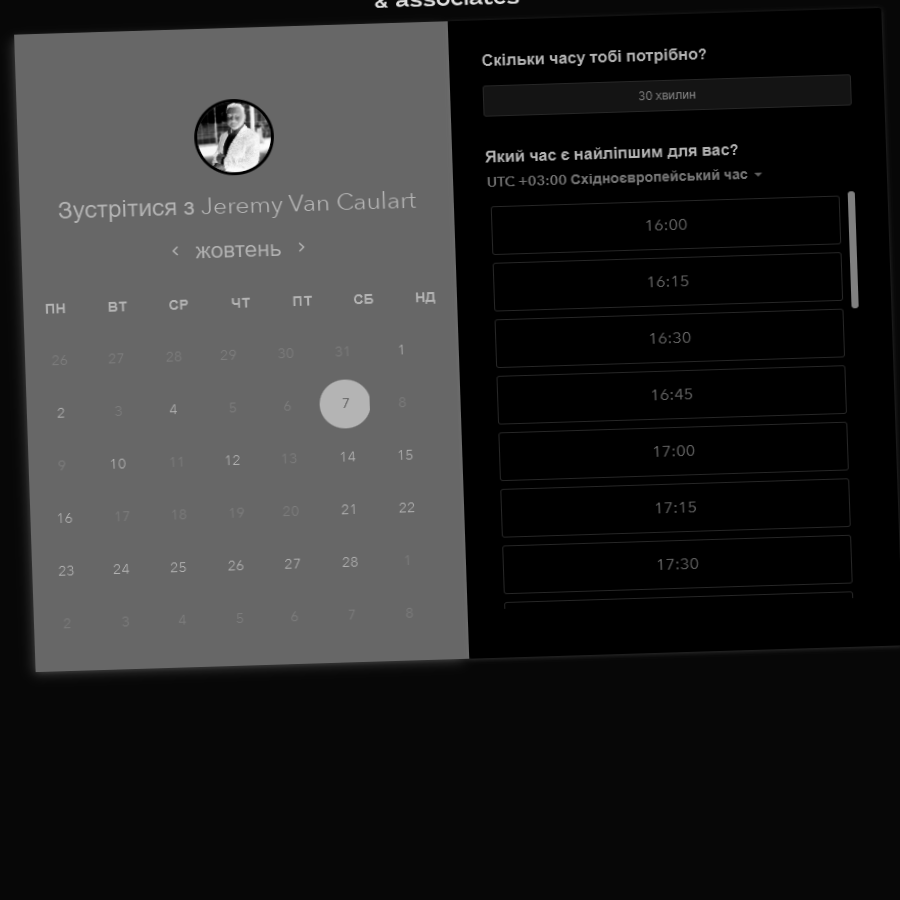 & associates
Зустрітися з Jeremy Van Caulart
жовтень
ПН ВТ СР ЧТ ПТ СБ НД
26 27 28 29 30 31 1
2 3 4 5 6 7 8
9 10 11 12 13 14 15
16 17 18 19 20 21 22
23 24 25 26 27 28 1
2 3 4 5 6 7 8
Скільки часу тобі потрібно?
30 хвилин
Який час є найліпшим для вас?
UTC +03:00 Східноєвропейський час
16:00
16:15
16:30
16:45
17:00
17:15
17:30